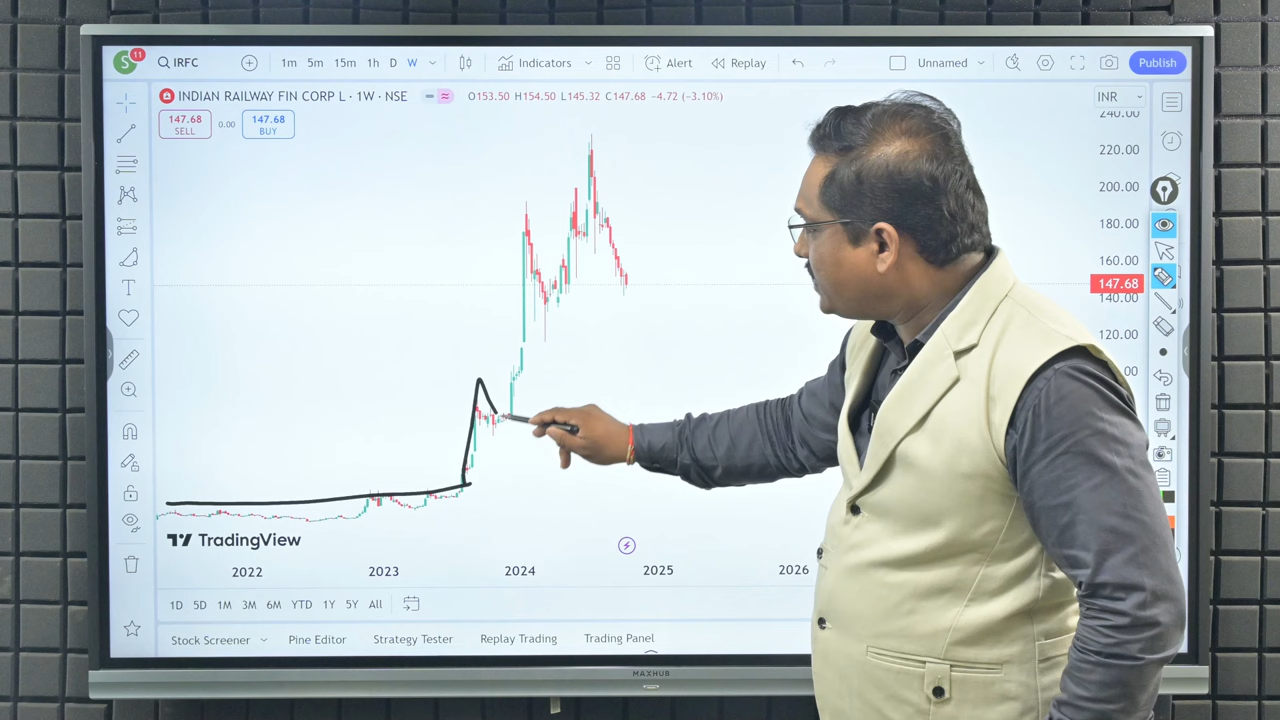 S 11 IRFC 1m 5m 15m 1h D W Indicators Alert Replay Unnamed Publish
INDIAN RAILWAY FIN CORP L · 1W · NSE O153.50 H154.50 L145.32 C147.68 −4.72 (−3.10%) INR
147.68 0.00 147.68
SELL BUY
240.00
220.00
200.00
180.00
160.00
147.68
140.00
120.00
TradingView
2022 2023 2024 2025 2026
1D 5D 1M 3M 6M YTD 1Y 5Y All
Stock Screener Pine Editor Strategy Tester Replay Trading Trading Panel
MAXHUB